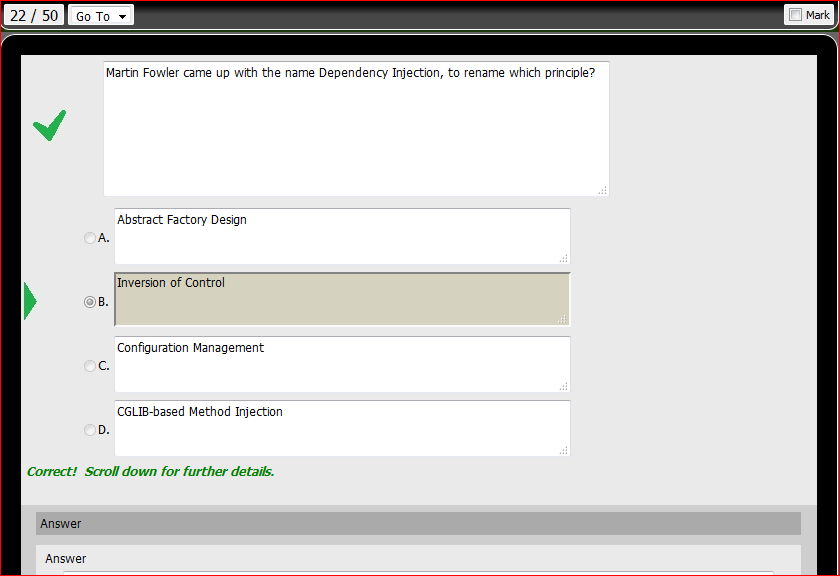 22 / 50
Go To
Mark
Martin Fowler came up with the name Dependency Injection, to rename which principle?
A. Abstract Factory Design
B. Inversion of Control
C. Configuration Management
D. CGLIB-based Method Injection
Correct! Scroll down for further details.
Answer
Answer